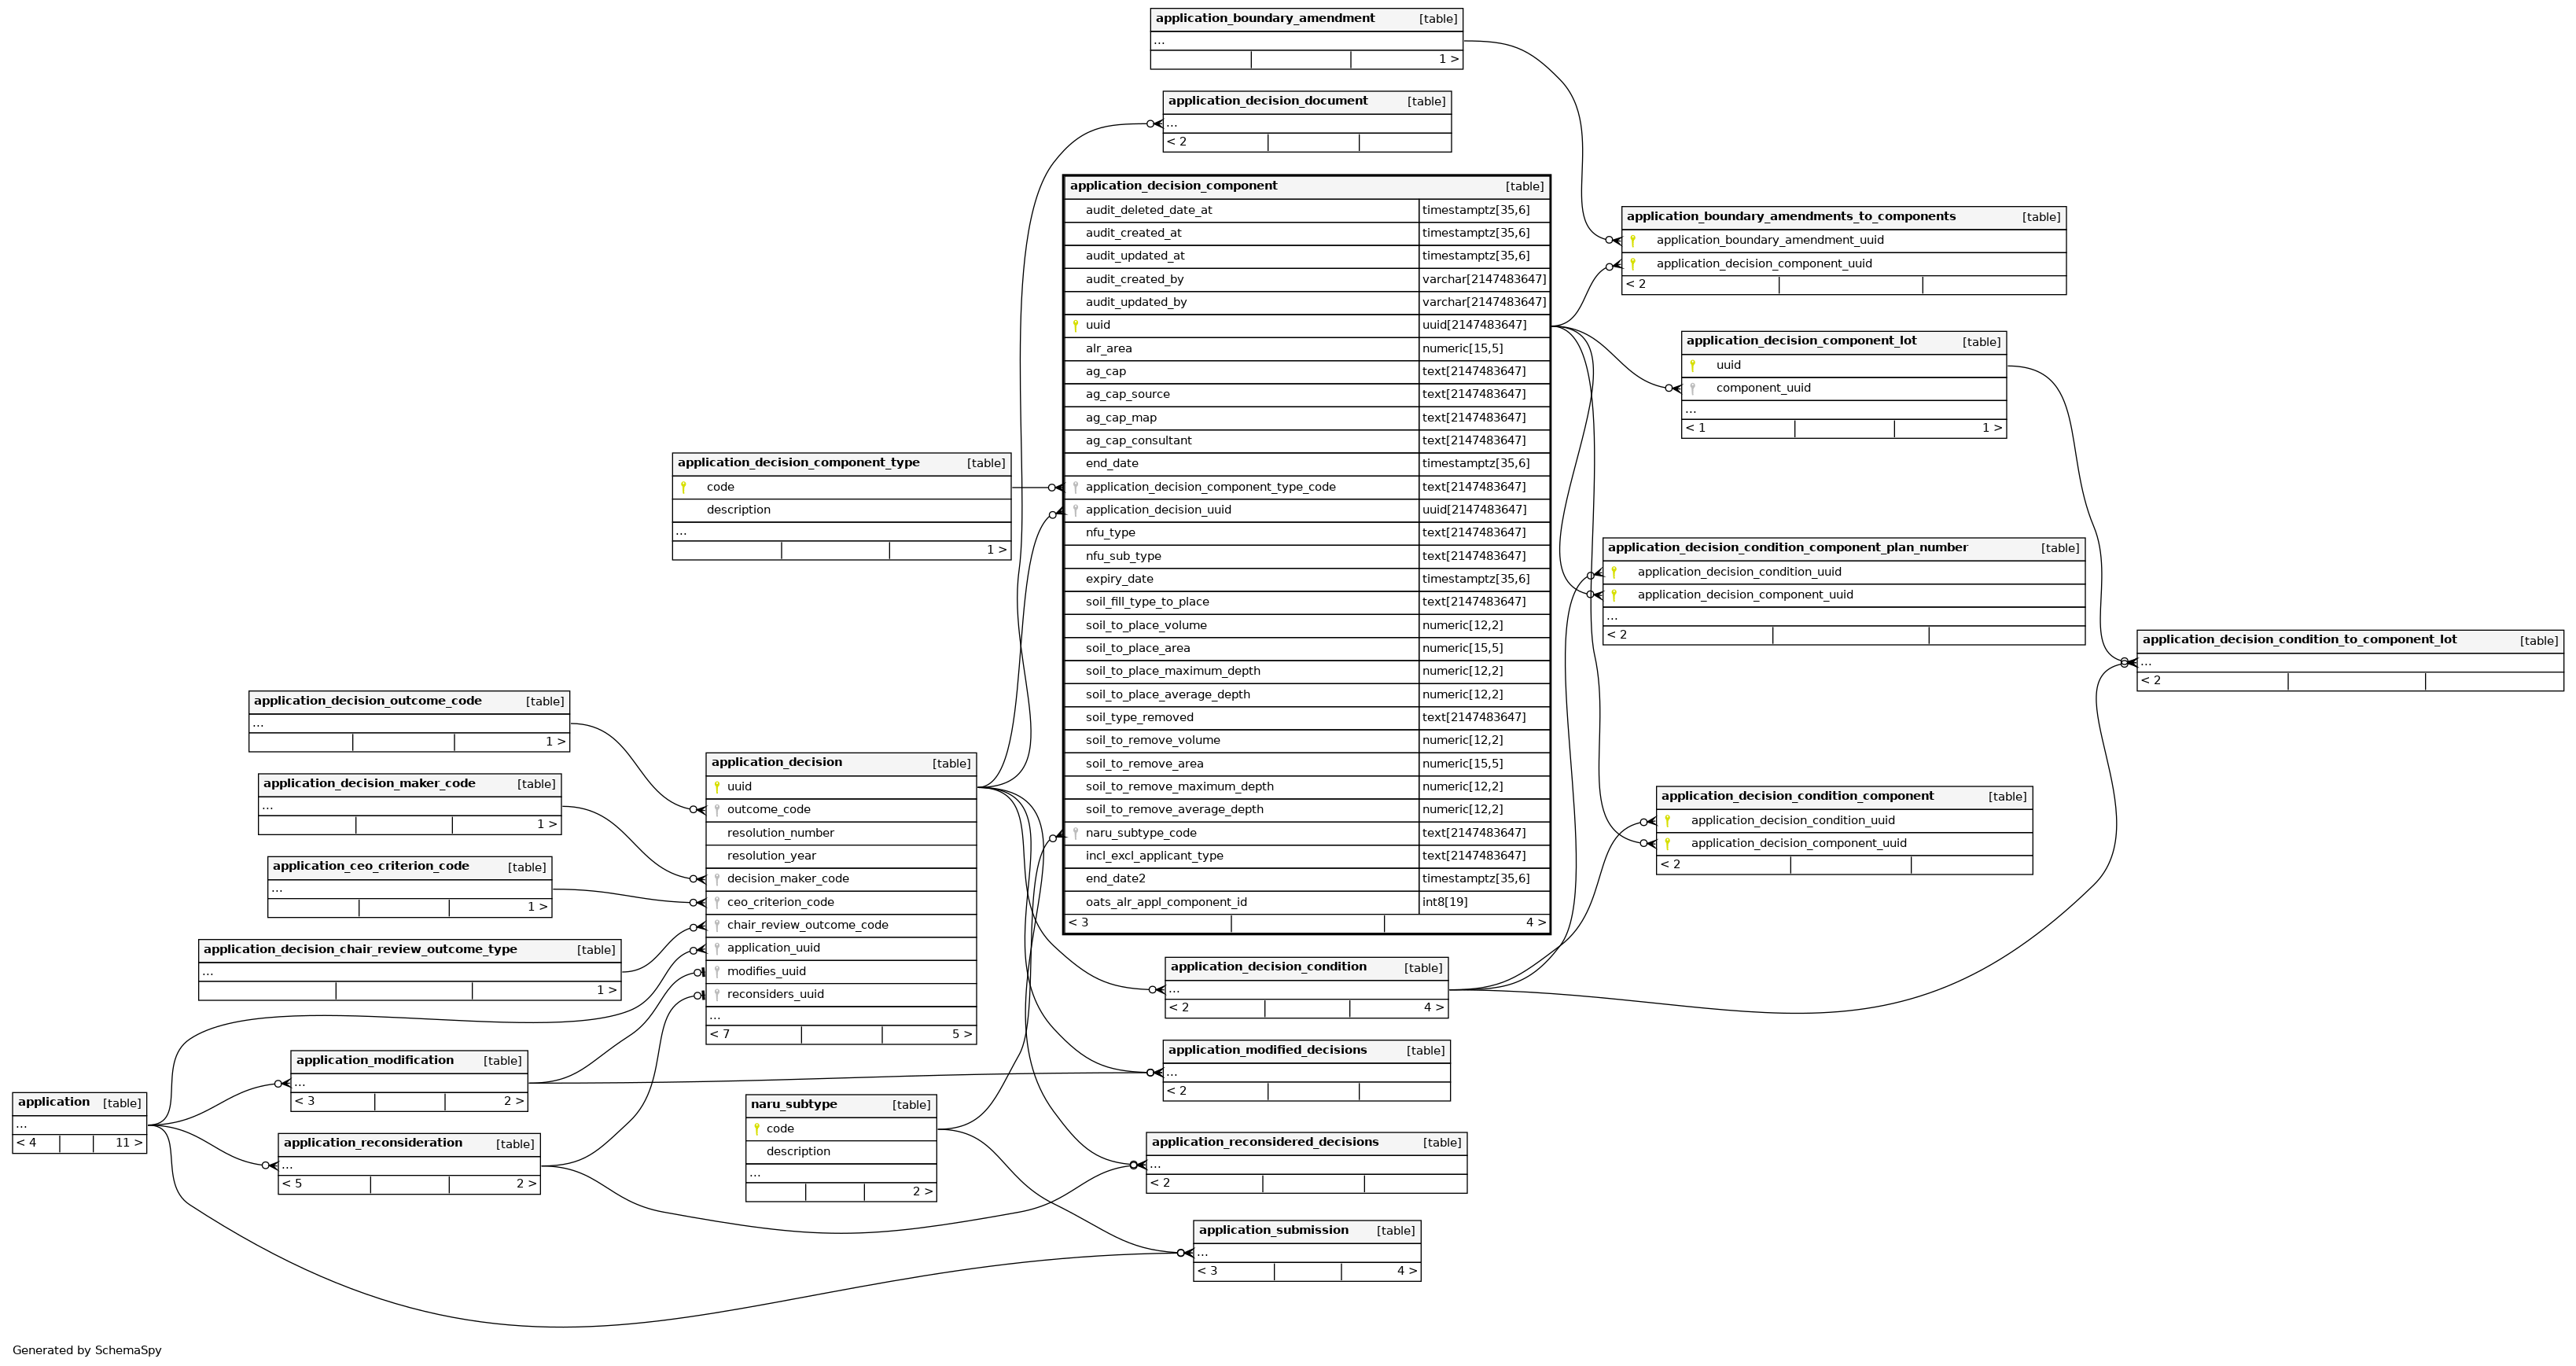 application_boundary_amendment [table]
...
1 >
application_decision_document [table]
...
< 2
application_decision_component [table]
audit_deleted_date_at timestamptz[35,6]
audit_created_at timestamptz[35,6]
audit_updated_at timestamptz[35,6]
audit_created_by varchar[2147483647]
audit_updated_by varchar[2147483647]
uuid uuid[2147483647]
alr_area numeric[15,5]
ag_cap text[2147483647]
ag_cap_source text[2147483647]
ag_cap_map text[2147483647]
ag_cap_consultant text[2147483647]
end_date timestamptz[35,6]
application_decision_component_type_code text[2147483647]
application_decision_uuid uuid[2147483647]
nfu_type text[2147483647]
nfu_sub_type text[2147483647]
expiry_date timestamptz[35,6]
soil_fill_type_to_place text[2147483647]
soil_to_place_volume numeric[12,2]
soil_to_place_area numeric[15,5]
soil_to_place_maximum_depth numeric[12,2]
soil_to_place_average_depth numeric[12,2]
soil_type_removed text[2147483647]
soil_to_remove_volume numeric[12,2]
soil_to_remove_area numeric[15,5]
soil_to_remove_maximum_depth numeric[12,2]
soil_to_remove_average_depth numeric[12,2]
naru_subtype_code text[2147483647]
incl_excl_applicant_type text[2147483647]
end_date2 timestamptz[35,6]
oats_alr_appl_component_id int8[19]
< 3 4 >
application_boundary_amendments_to_components [table]
application_boundary_amendment_uuid
application_decision_component_uuid
< 2
application_decision_component_lot [table]
uuid
component_uuid
...
< 1 1 >
application_decision_component_type [table]
code
description
...
1 >
application_decision_condition_component_plan_number [table]
application_decision_condition_uuid
application_decision_component_uuid
...
< 2
application_decision_condition_to_component_lot [table]
...
< 2
application_decision_outcome_code [table]
...
1 >
application_decision_maker_code [table]
...
1 >
application_ceo_criterion_code [table]
...
1 >
application_decision_chair_review_outcome_type [table]
...
1 >
application_decision [table]
uuid
outcome_code
resolution_number
resolution_year
decision_maker_code
ceo_criterion_code
chair_review_outcome_code
application_uuid
modifies_uuid
reconsiders_uuid
...
< 7 5 >
application_decision_condition_component [table]
application_decision_condition_uuid
application_decision_component_uuid
< 2
application_decision_condition [table]
...
< 2 4 >
application_modification [table]
...
< 3 2 >
application_modified_decisions [table]
...
< 2
application [table]
...
< 4 11 >
application_reconsideration [table]
...
< 5 2 >
naru_subtype [table]
code
description
...
2 >
application_reconsidered_decisions [table]
...
< 2
application_submission [table]
...
< 3 4 >
Generated by SchemaSpy